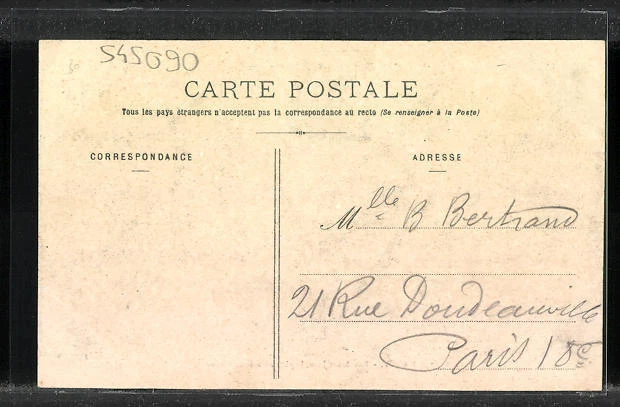 545090
CARTE POSTALE
Tous les pays étrangers n'acceptent pas la correspondance au recto (Se renseigner à la Poste)
CORRESPONDANCE
ADRESSE
Mlle B Bertrand
21 Rue Doudeauville
Paris 18e